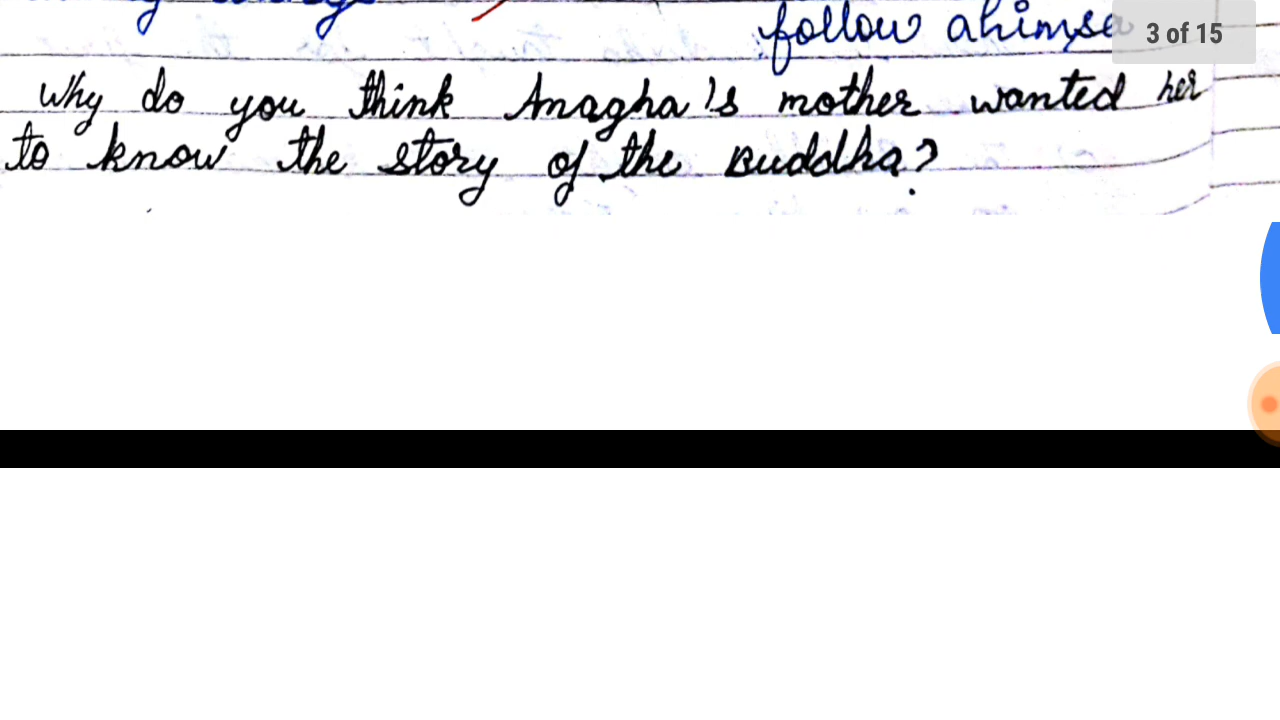 follow ahimsa
3 of 15
Why do you think Anagha's mother wanted her
to know the story of the Buddha?